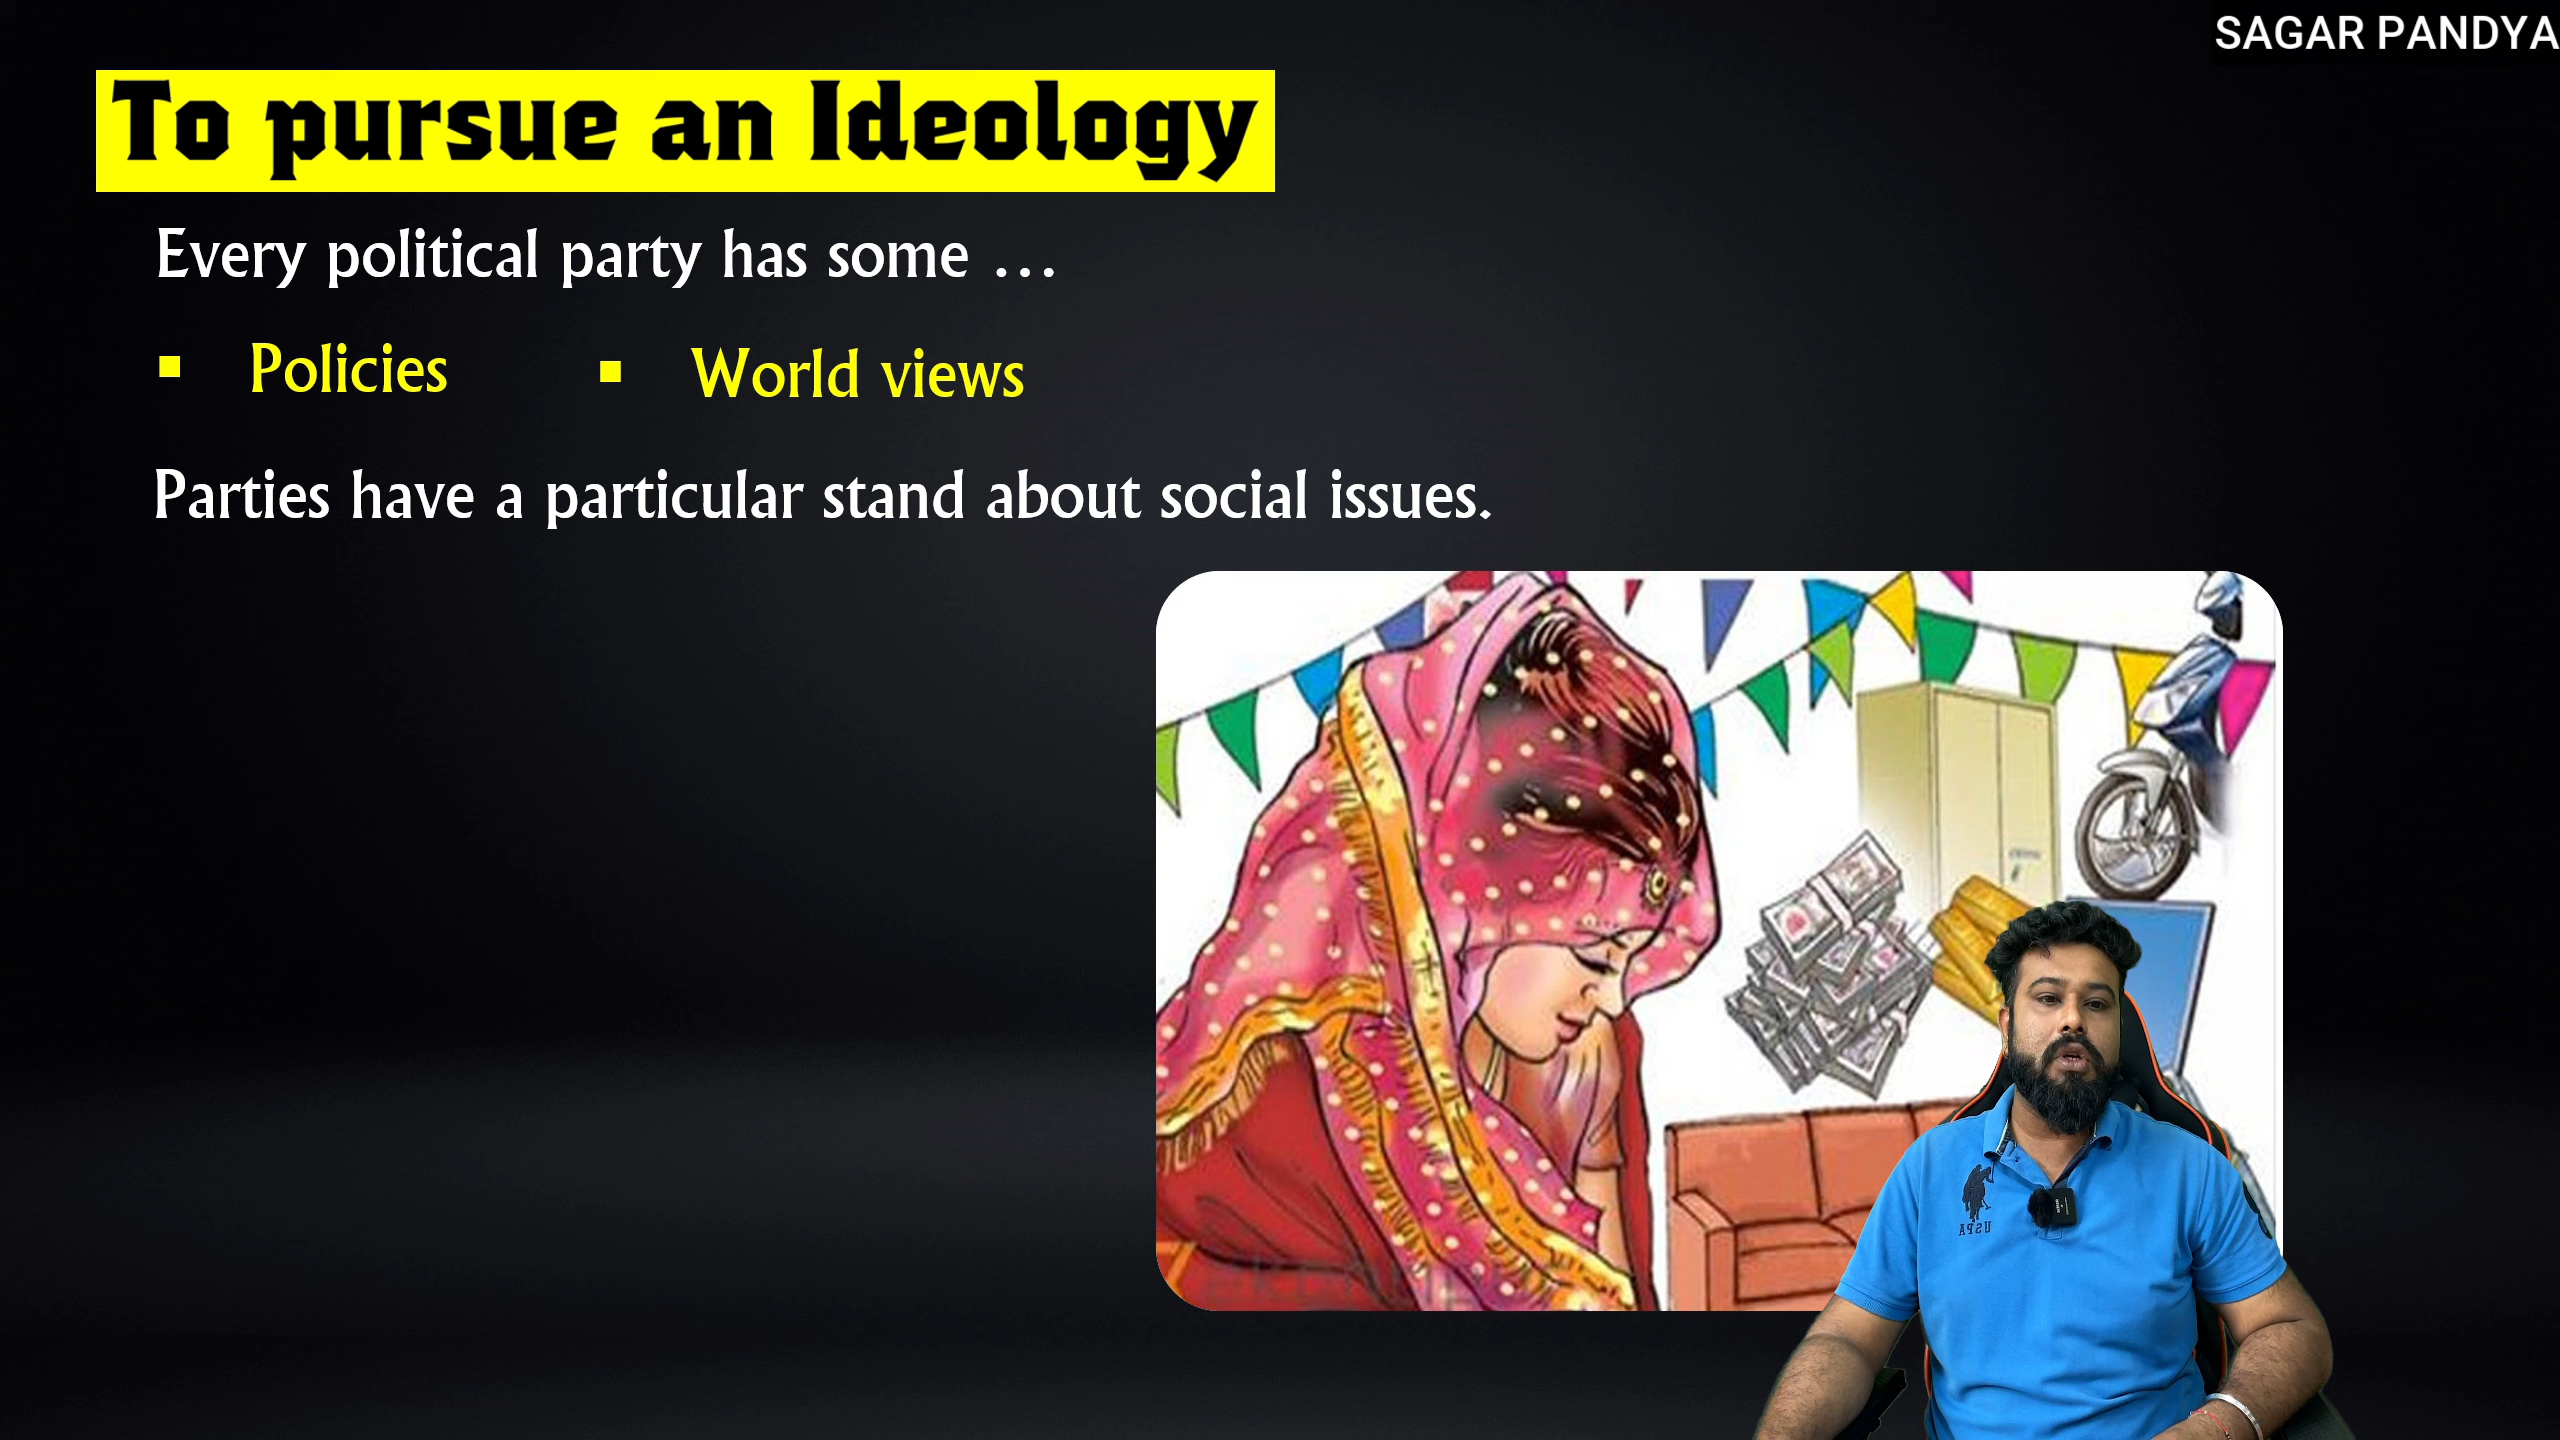 SAGAR PANDYA
To pursue an Ideology
Every political party has some ...
▪ Policies ▪ World views
Parties have a particular stand about social issues.
USPA